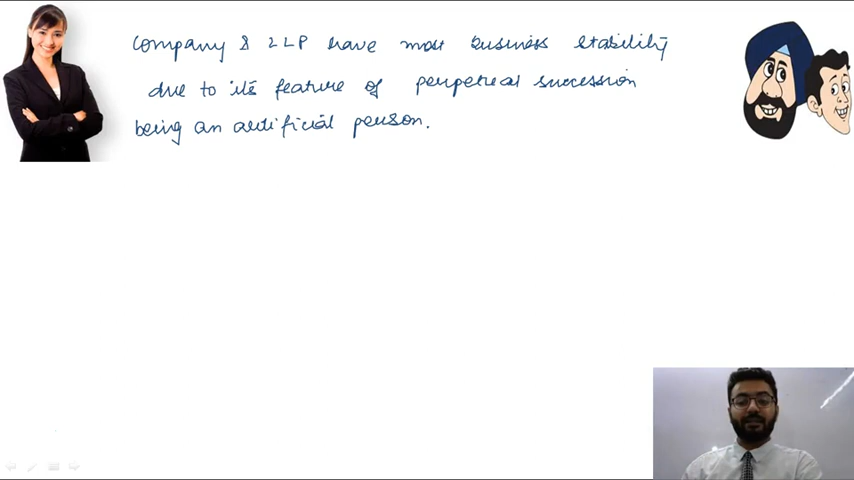 Company & LLP have most business stability
due to its feature of perpetual succession
being an artificial person.